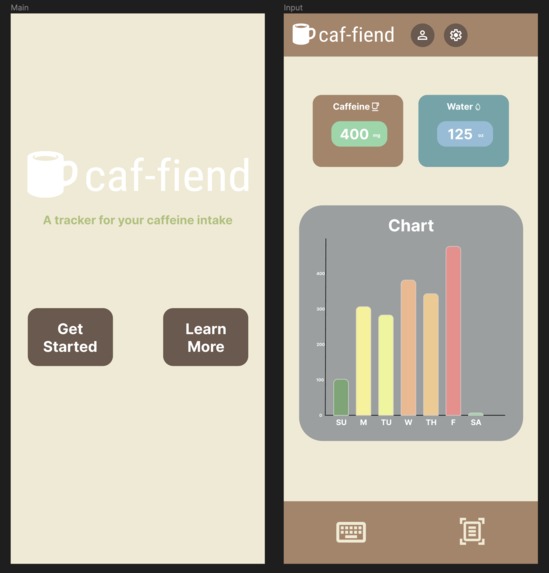 Main
caf-fiend
A tracker for your caffeine intake
Get
Started
Learn
More
Input
caf-fiend
Caffeine
400 mg
Water
125 oz
Chart
400
300
200
100
0
SU M TU W TH F SA